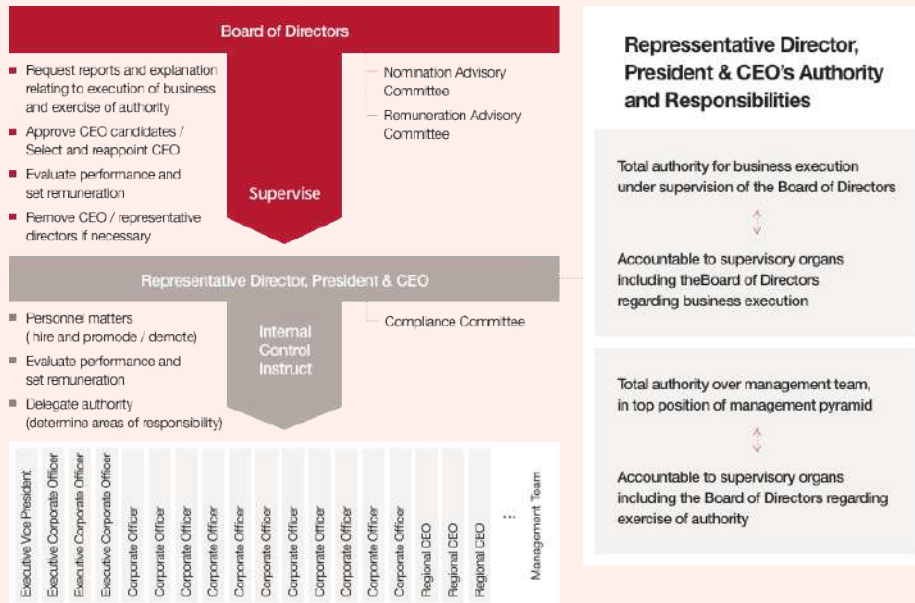 Board of Directors
Request reports and explanation
relating to execution of business
and exercise of authority
Approve CEO candidates /
Select and reappoint CEO
Evaluate performance and
set remuneration
Remove CEO / representative
directors if necessary
Supervise
Nomination Advisory
Committee
Remuneration Advisory
Committee
Representative Director, President & CEO
Personnel matters
( hire and promode / demote)
Evaluate performance and
set remuneration
Delegate authority
(determine areas of responsibility)
Internal
Control
Instruct
Compliance Committee
Executive Vice President
Executive Corporate Officer
Executive Corporate Officer
Executive Corporate Officer
Corporate Officer
Corporate Officer
Corporate Officer
Corporate Officer
Corporate Officer
Corporate Officer
Corporate Officer
Corporate Officer
Corporate Officer
Corporate Officer
Corporate Officer
Regional CEO
Regional CEO
Regional CEO
...
Management Team
Repressentative Director,
President & CEO's Authority
and Responsibilities
Total authority for business execution
under supervision of the Board of Directors
Accountable to supervisory organs
including theBoard of Directors
regarding business execution
Total authority over management team,
in top position of management pyramid
Accountable to supervisory organs
including the Board of Directors regarding
exercise of authority